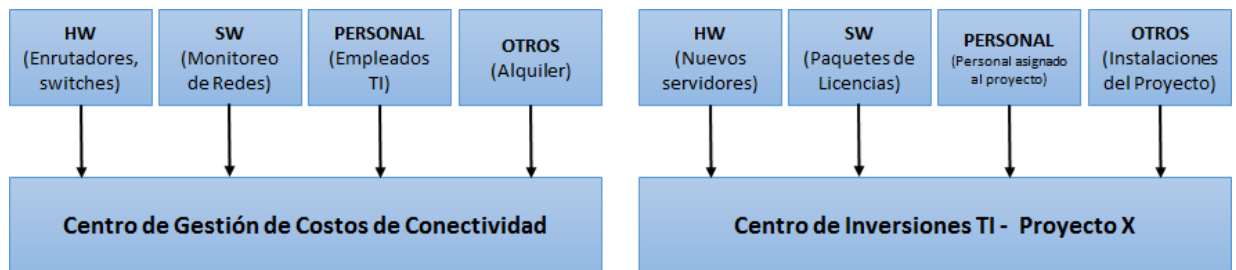 HW
(Enrutadores,
switches)
SW
(Monitoreo
de Redes)
PERSONAL
(Empleados
TI)
OTROS
(Alquiler)
Centro de Gestión de Costos de Conectividad
HW
(Nuevos
servidores)
SW
(Paquetes de
Licencias)
PERSONAL
(Personal asignado
al proyecto)
OTROS
(Instalaciones
del Proyecto)
Centro de Inversiones TI - Proyecto X